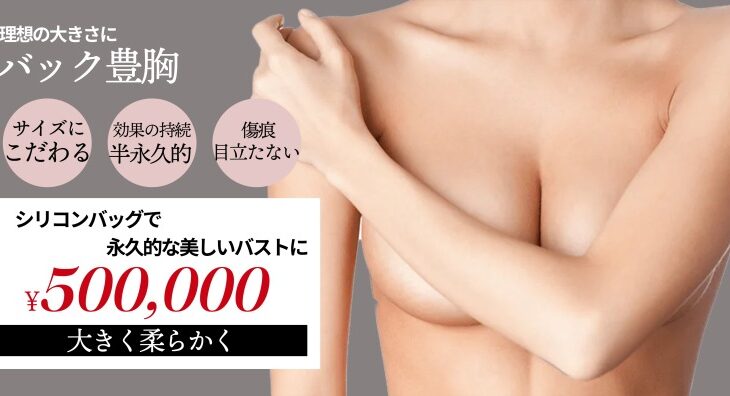 理想の大きさに
バック豊胸
サイズに
こだわる
効果の持続
半永久的
傷痕
目立たない
シリコンバッグで
永久的な美しいバストに
¥500,000
大きく柔らかく